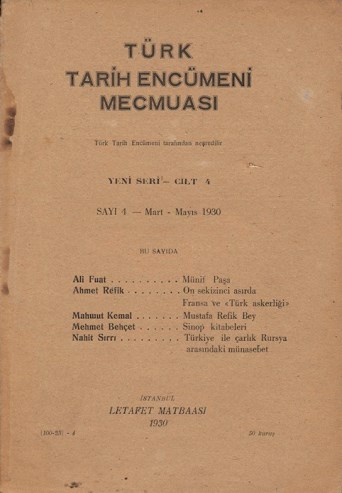 TÜRK
TARİH ENCÜMENİ
MECMUASI
Türk Tarih Encümeni tarafından neşredilir
YENİ SERİ - CİLT 4
SAYI 4 — Mart - Mayıs 1930
BU SAYIDA
Ali Fuat . . . . . . . . . . Münif Paşa
Ahmet Refik . . . . . . . . On sekizinci asırda
Fransa ve «Türk askerliği»
Mahmut Kemal . . . . . . . Mustafa Refik Bey
Mehmet Behçet . . . . . . Sinop kitabeleri
Nahit Sırrı . . . . . . . . . Türkiye ile çarlık Rusya
arasındaki münasebet
İSTANBUL
LETAFET MATBAASI
1930
50 kuruş